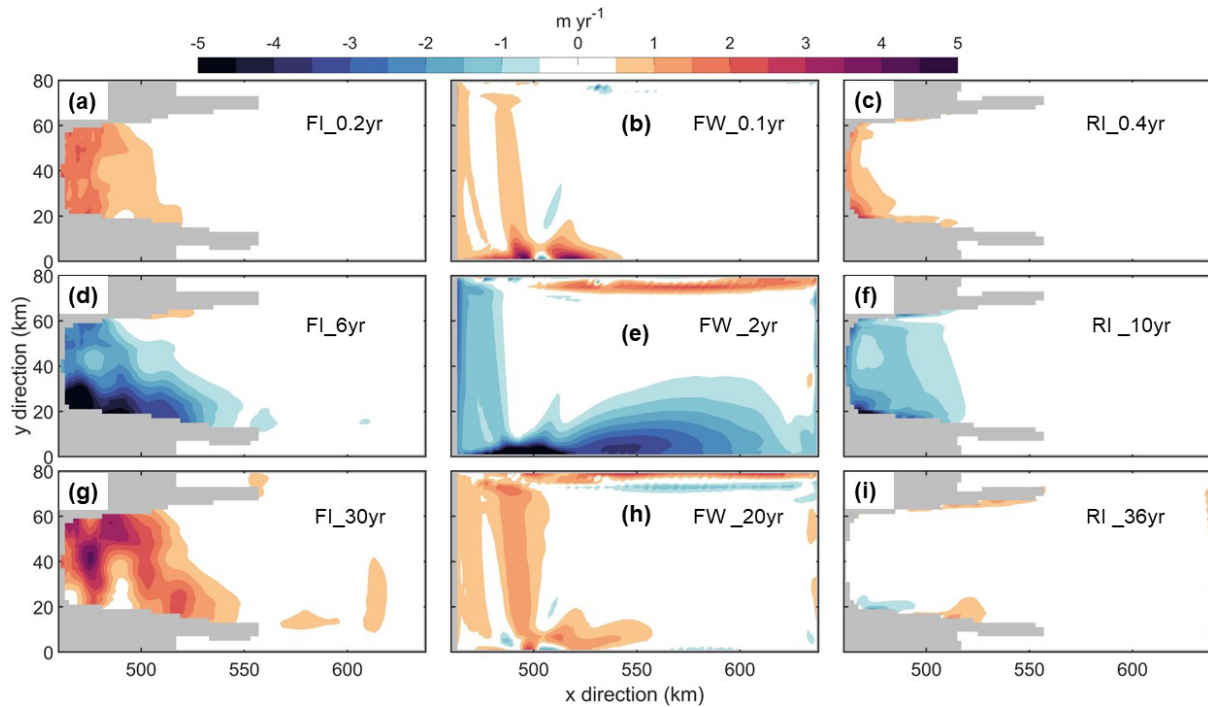 m yr-1
-5 -4 -3 -2 -1 0 1 2 3 4 5
80
60
40
20
0
(a)
FI_0.2yr
(b)
FW_0.1yr
(c)
RI_0.4yr
y direction (km)
80
60
40
20
0
(d)
FI_6yr
(e)
FW _2yr
(f)
RI _10yr
80
60
40
20
0
(g)
FI_30yr
(h)
FW _20yr
(i)
RI _36yr
500 550 600 500 550 600 500 550 600
x direction (km)